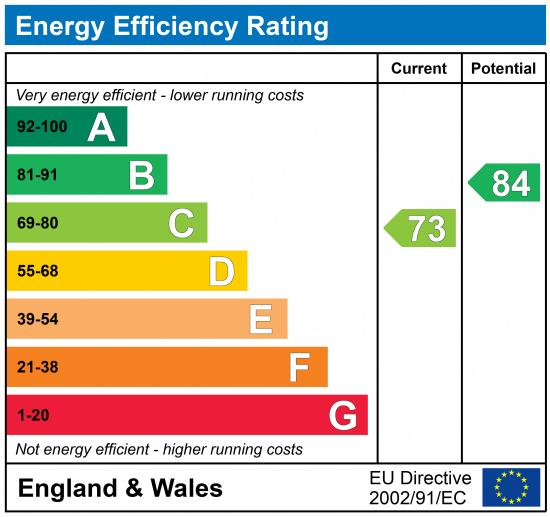 Energy Efficiency Rating
Current Potential
Very energy efficient - lower running costs
92-100 A
81-91 B
84
69-80 C
73
55-68 D
39-54 E
21-38 F
1-20 G
Not energy efficient - higher running costs
England & Wales
EU Directive
2002/91/EC